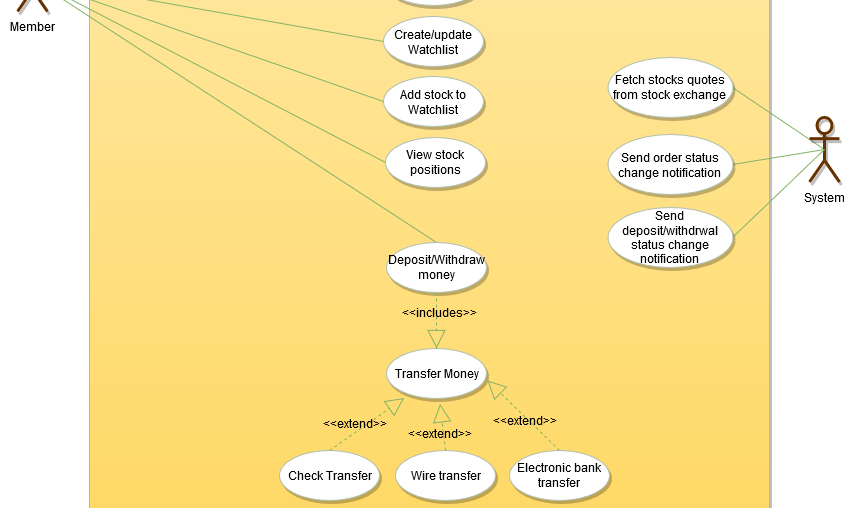 Member
Create/update
Watchlist
Add stock to
Watchlist
View stock
positions
Fetch stocks quotes
from stock exchange
Send order status
change notification
System
Send
deposit/withdrwal
status change
notification
Deposit/Withdraw
money
<<includes>>
Transfer Money
<<extend>>
<<extend>>
<<extend>>
Check Transfer
Wire transfer
Electronic bank
transfer